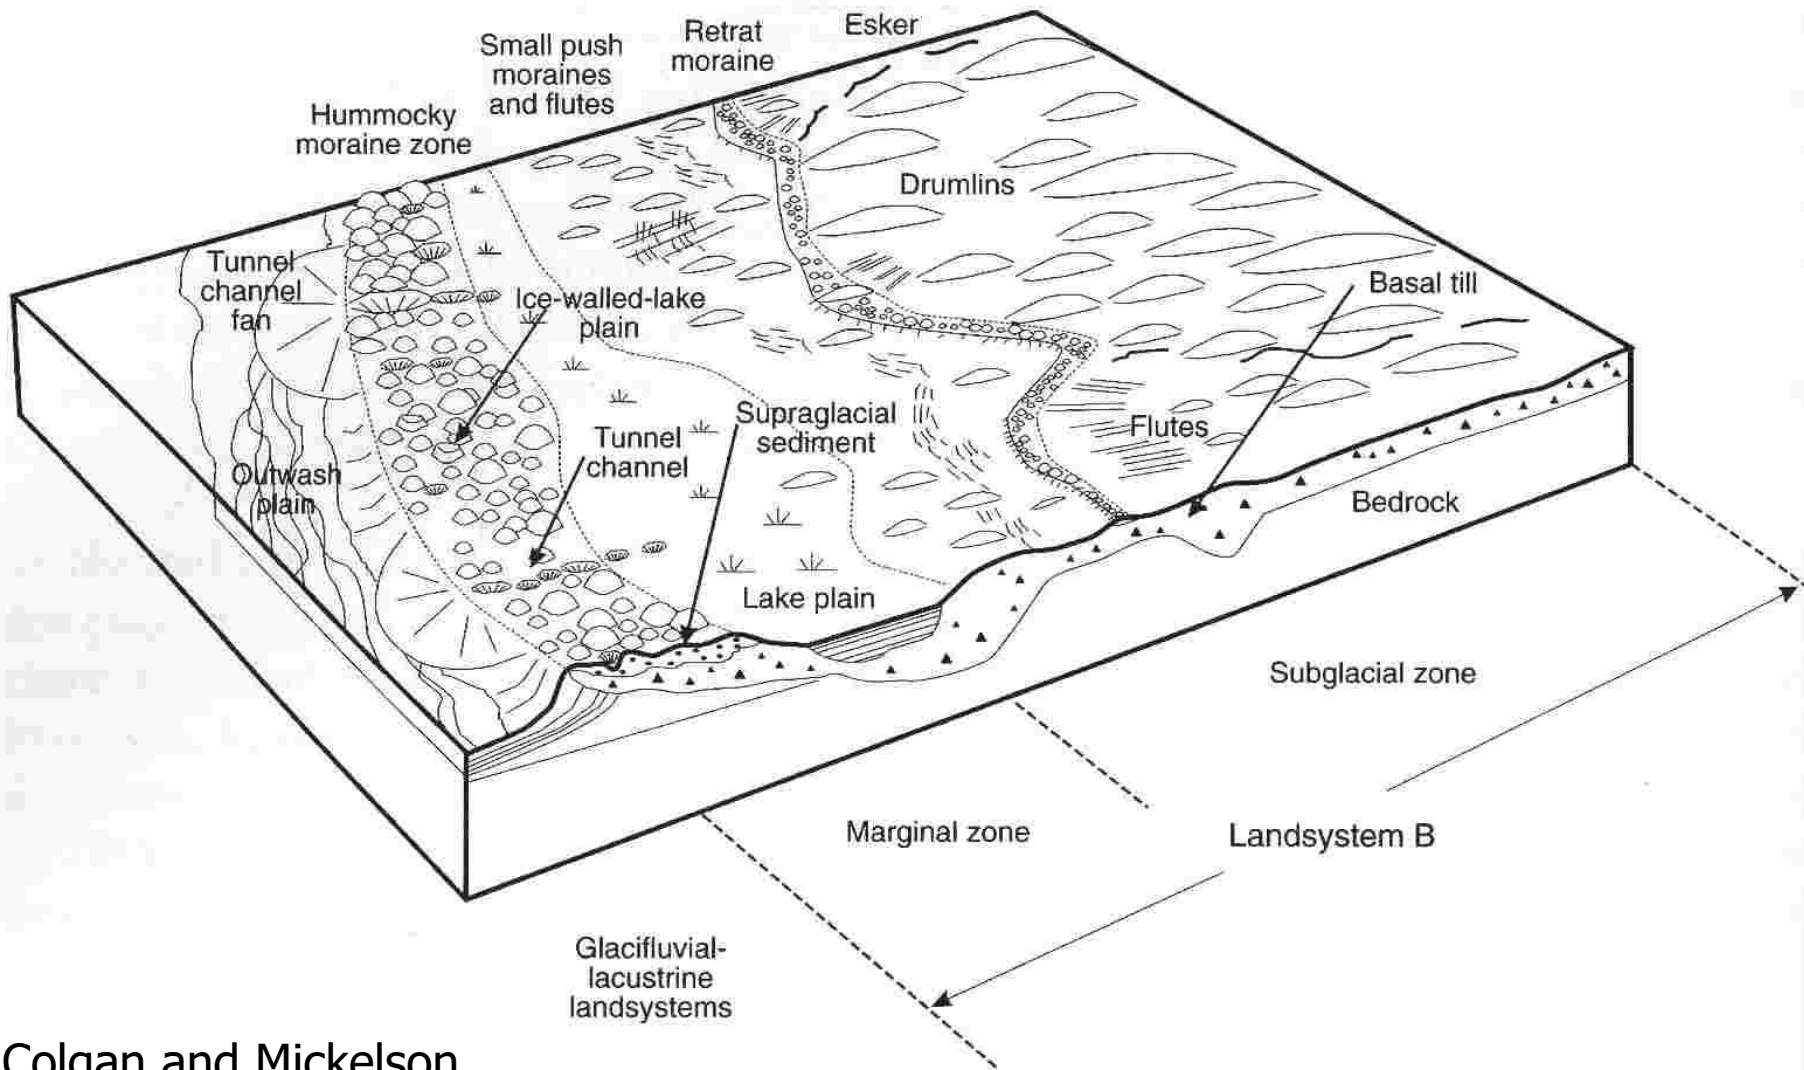 Esker
Retrat
moraine
Small push
moraines
and flutes
Hummocky
moraine zone
Drumlins
Tunnel
channel
fan
Basal till
Ice-walled-lake
plain
Supraglacial
sediment
Flutes
Tunnel
channel
Outwash
plain
Bedrock
Lake plain
Subglacial zone
Marginal zone
Landsystem B
Glacifluvial-
lacustrine
landsystems
Colgan and Mickelson